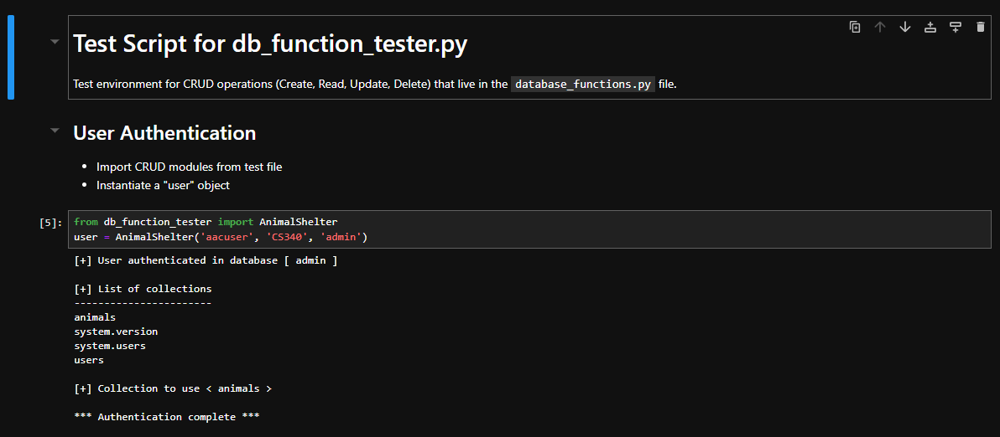 Test Script for db_function_tester.py
Test environment for CRUD operations (Create, Read, Update, Delete) that live in the database_functions.py file.
User Authentication
• Import CRUD modules from test file
• Instantiate a "user" object
[5]: from db_function_tester import AnimalShelter
user = AnimalShelter('aacuser', 'CS340', 'admin')
[+] User authenticated in database [ admin ]
[+] List of collections
-----------------------
animals
system.version
system.users
users
[+] Collection to use < animals >
*** Authentication complete ***